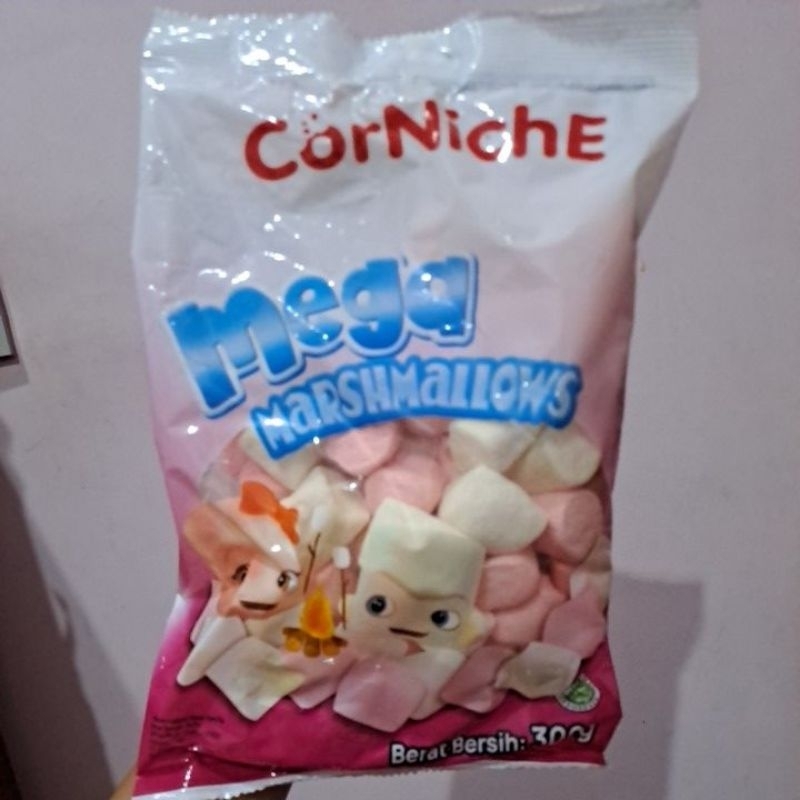 CorNichE
mega
MARSHMALLOWS
Berat Bersih: 300g